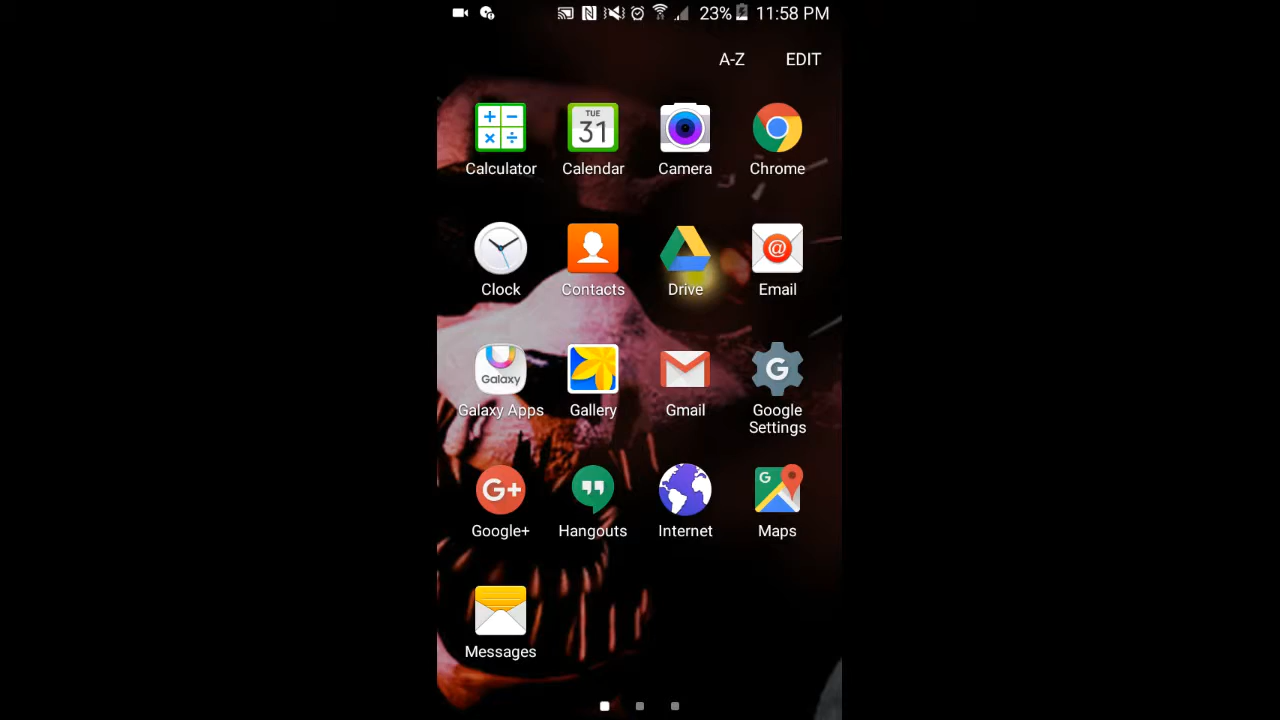 23% 11:58 PM
A-Z EDIT
TUE
31
Calculator Calendar Camera Chrome
@
Clock Contacts Drive Email
Galaxy G
Galaxy Apps Gallery Gmail Google Settings
G+ G
Google+ Hangouts Internet Maps
Messages